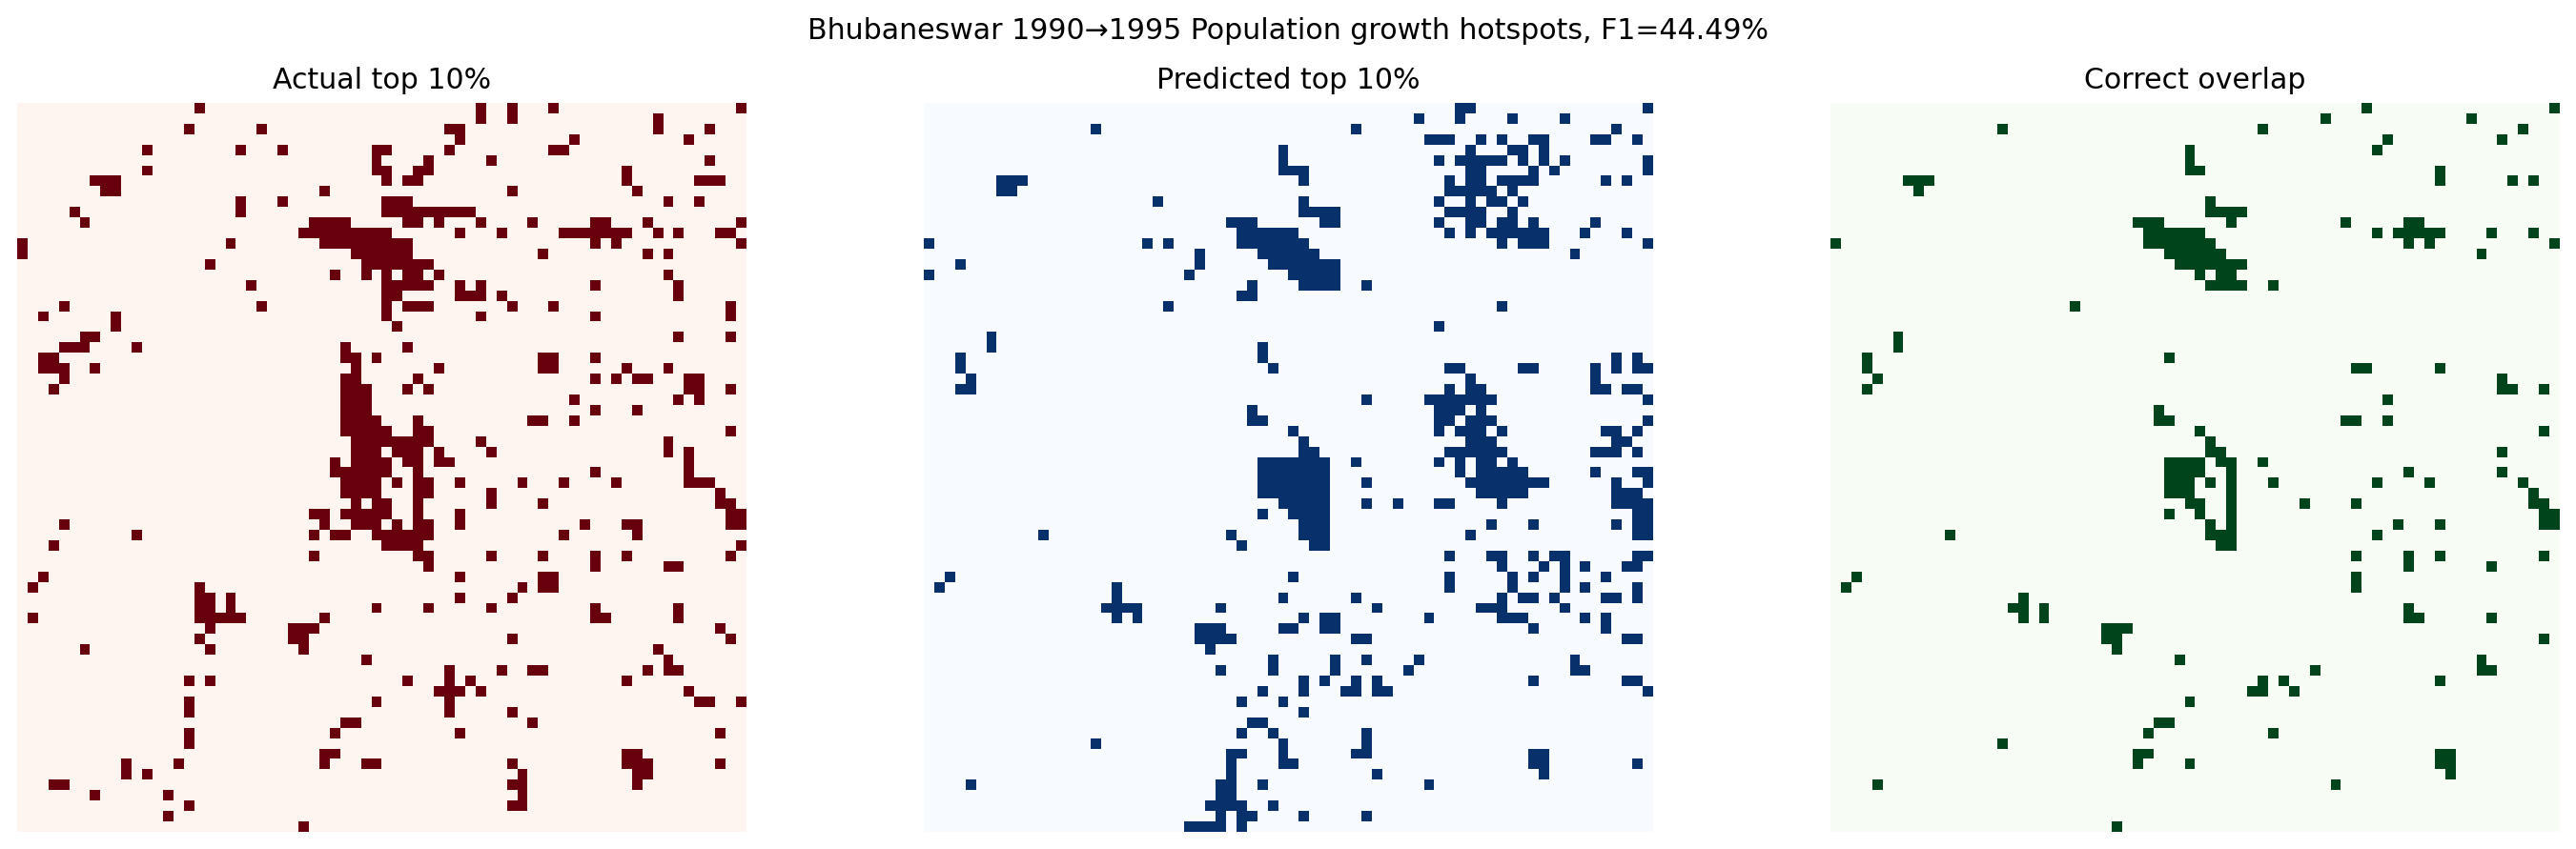 Bhubaneswar 1990→1995 Population growth hotspots, F1=44.49%
Actual top 10%
Predicted top 10%
Correct overlap